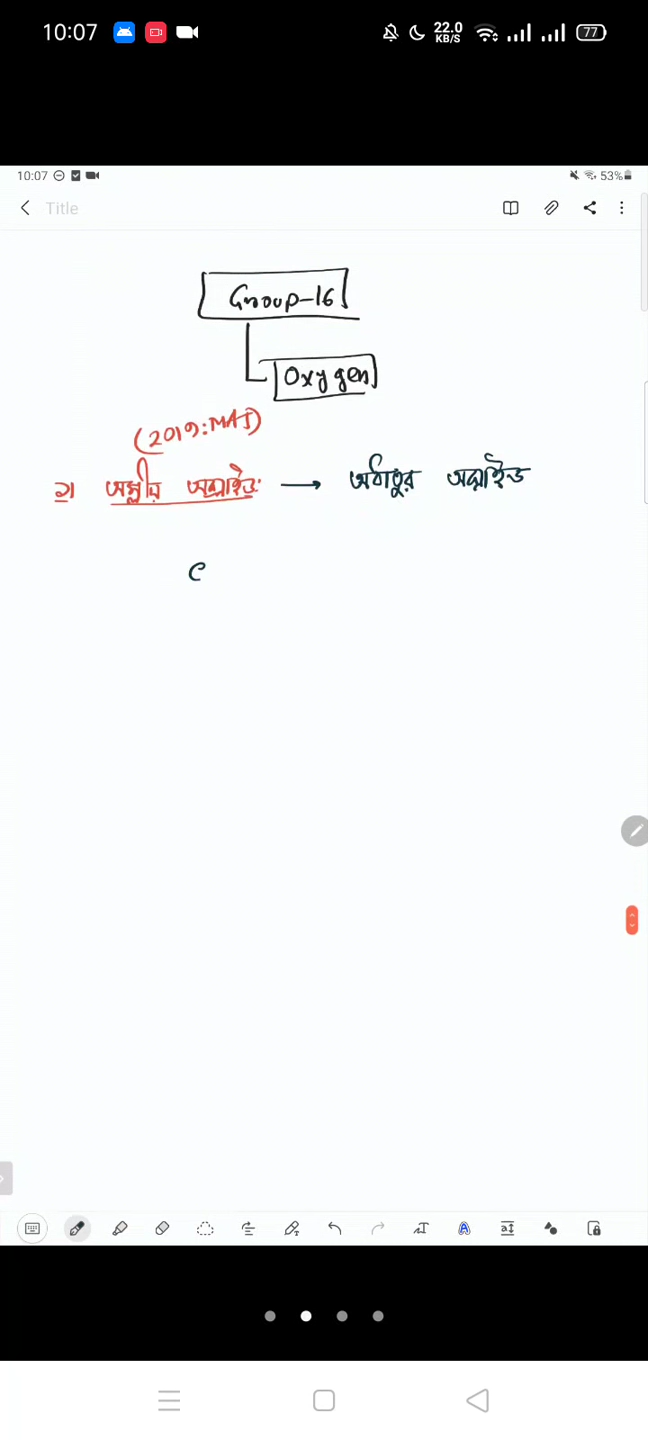 10:07 22.0 KB/S 77
10:07 53%
Title
Group-16
Oxygen
(2017:MAT)
১। অম্লীয় অক্সাইড: → অধাতুর অক্সাইড
C